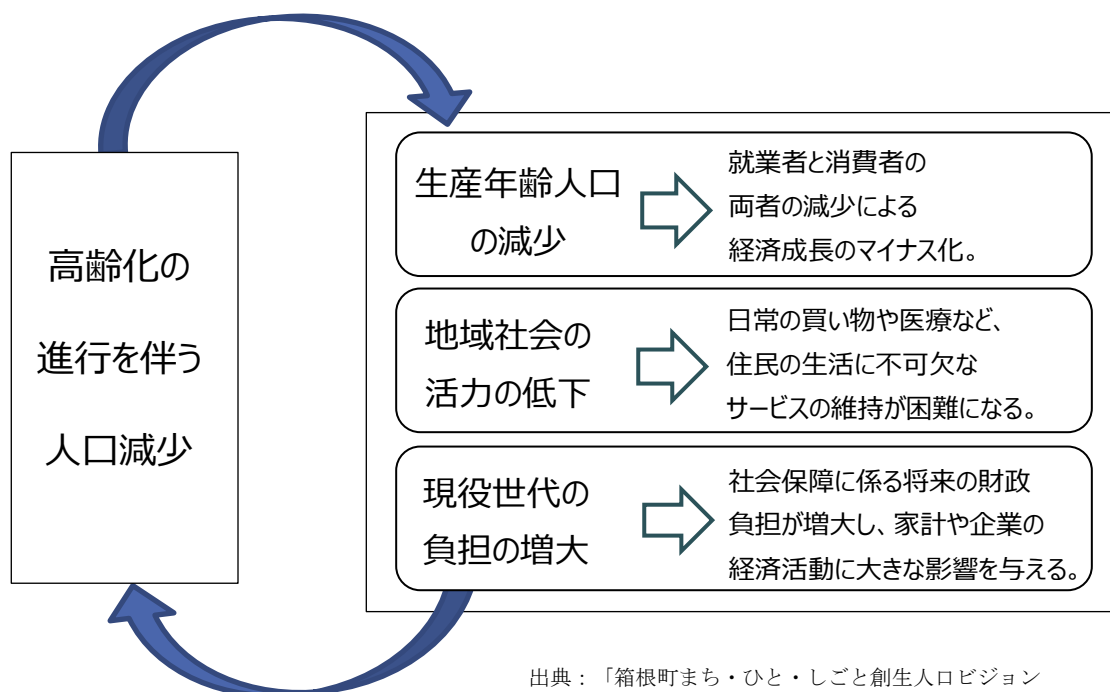 高齢化の
進行を伴う
人口減少
生産年齢人口
の減少
就業者と消費者の
両者の減少による
経済成長のマイナス化。
地域社会の
活力の低下
日常の買い物や医療など、
住民の生活に不可欠な
サービスの維持が困難になる。
現役世代の
負担の増大
社会保障に係る将来の財政
負担が増大し、家計や企業の
経済活動に大きな影響を与える。
出典：「箱根町まち・ひと・しごと創生人口ビジョン